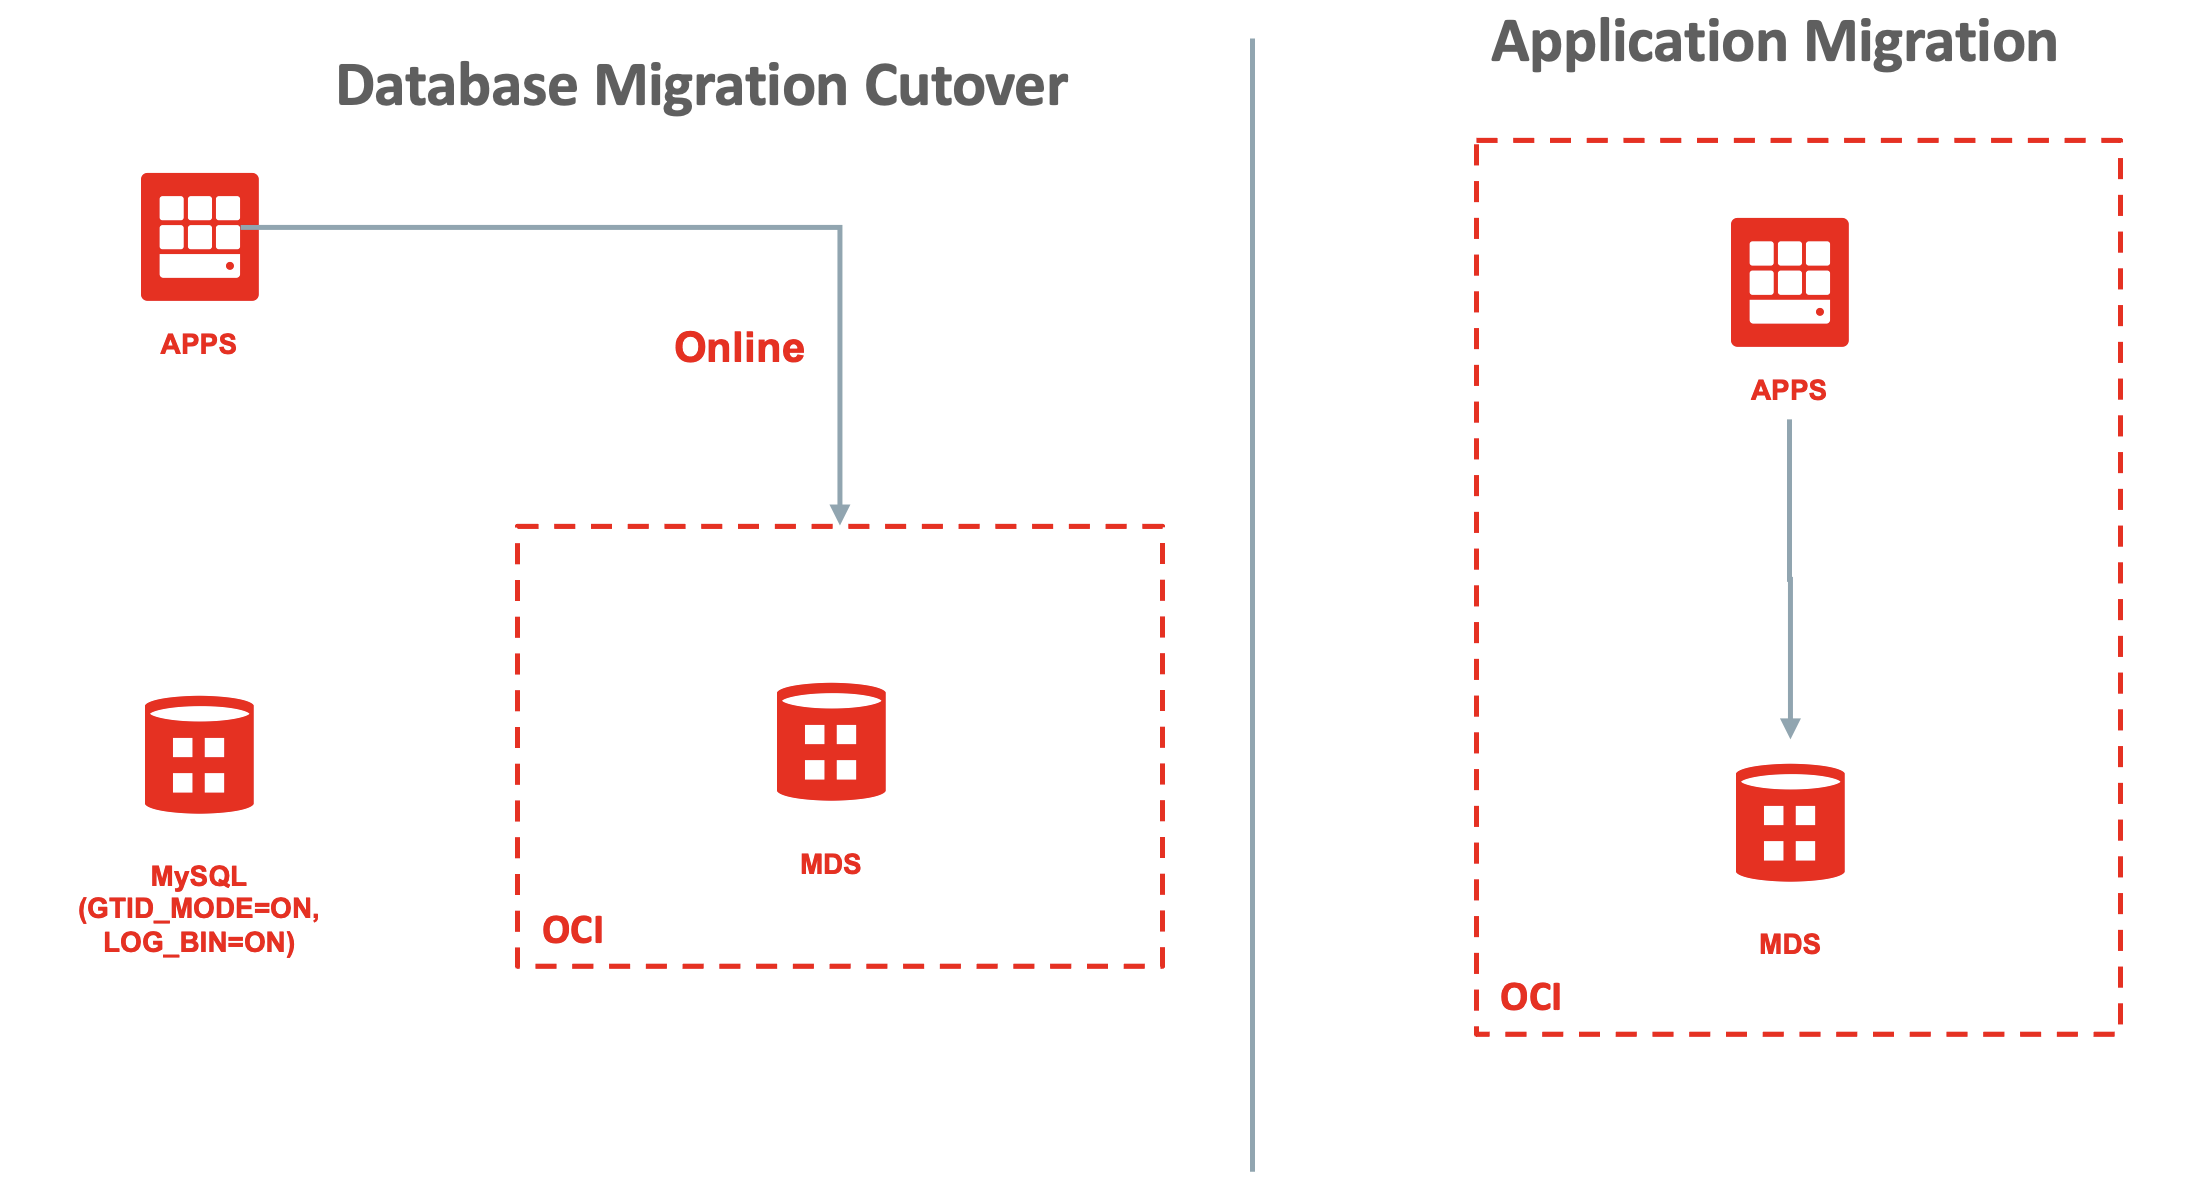 Database Migration Cutover
APPS
Online
MySQL
(GTID_MODE=ON,
LOG_BIN=ON)
MDS
OCI
Application Migration
APPS
MDS
OCI